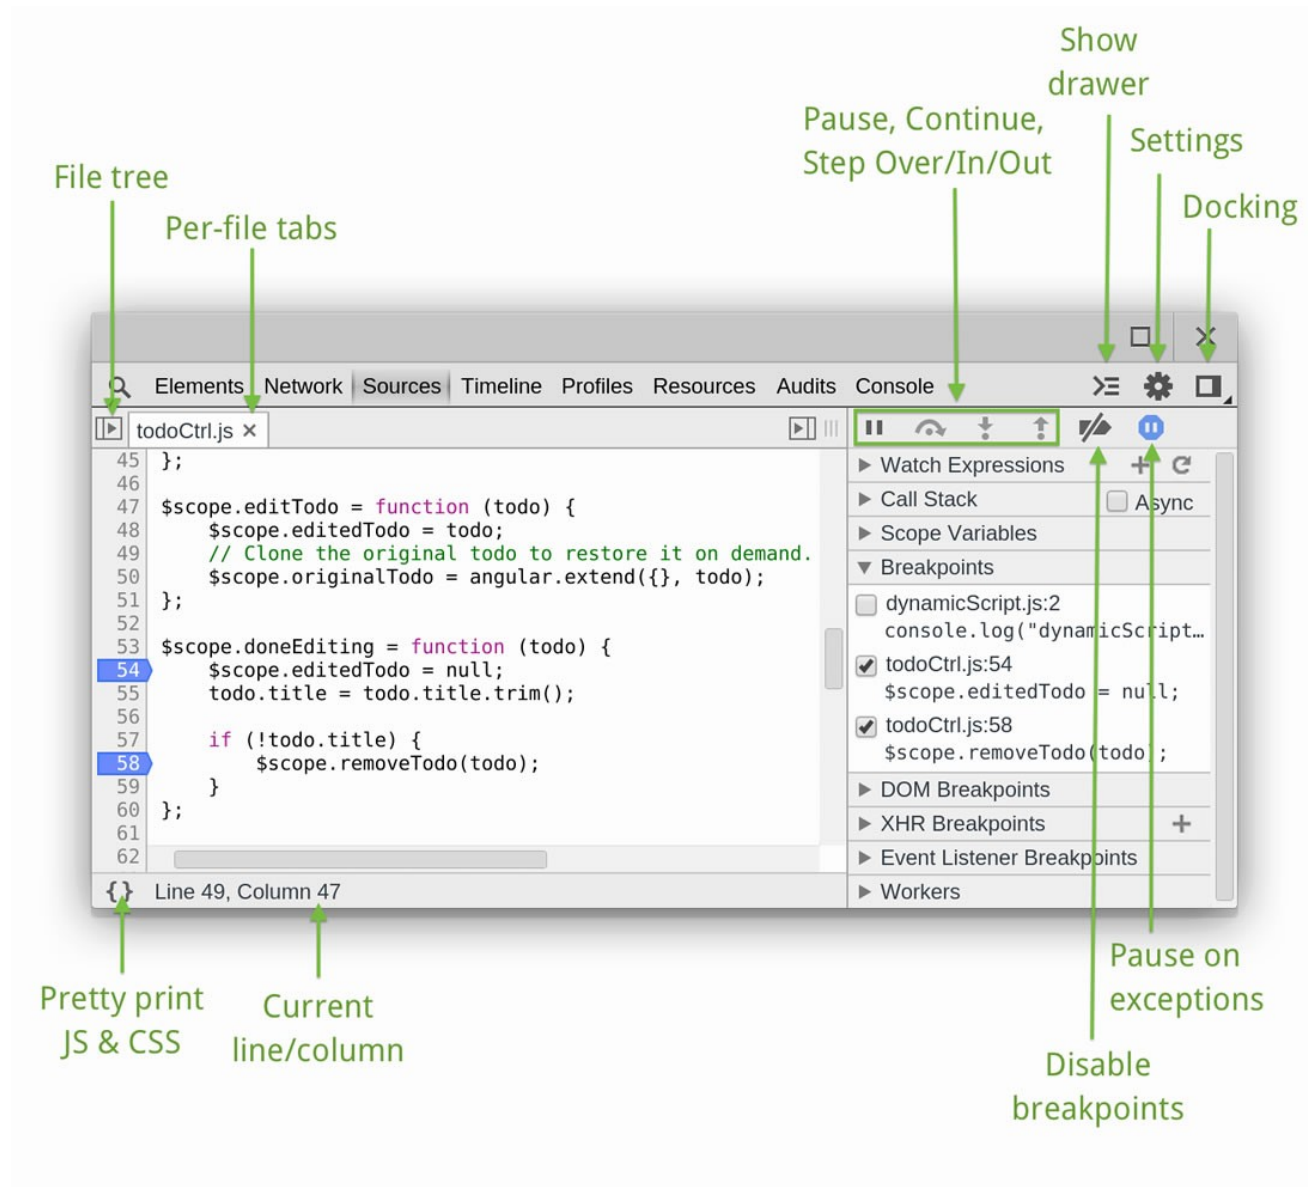 Show
drawer
Pause, Continue,
Step Over/In/Out
Settings
File tree
Docking
Per-file tabs
Elements Network Sources Timeline Profiles Resources Audits Console
todoCtrl.js
45 };
46
47 $scope.editTodo = function (todo) {
48 $scope.editedTodo = todo;
49 // Clone the original todo to restore it on demand.
50 $scope.originalTodo = angular.extend({}, todo);
51 };
52
53 $scope.doneEditing = function (todo) {
54 $scope.editedTodo = null;
55 todo.title = todo.title.trim();
56
57 if (!todo.title) {
58 $scope.removeTodo(todo);
59 }
60 };
61
62
{} Line 49, Column 47
Watch Expressions
Call Stack Async
Scope Variables
Breakpoints
dynamicScript.js:2
console.log("dynamicScript…
todoCtrl.js:54
$scope.editedTodo = null;
todoCtrl.js:58
$scope.removeTodo(todo);
DOM Breakpoints
XHR Breakpoints
Event Listener Breakpoints
Workers
Pretty print
JS & CSS
Current
line/column
Pause on
exceptions
Disable
breakpoints